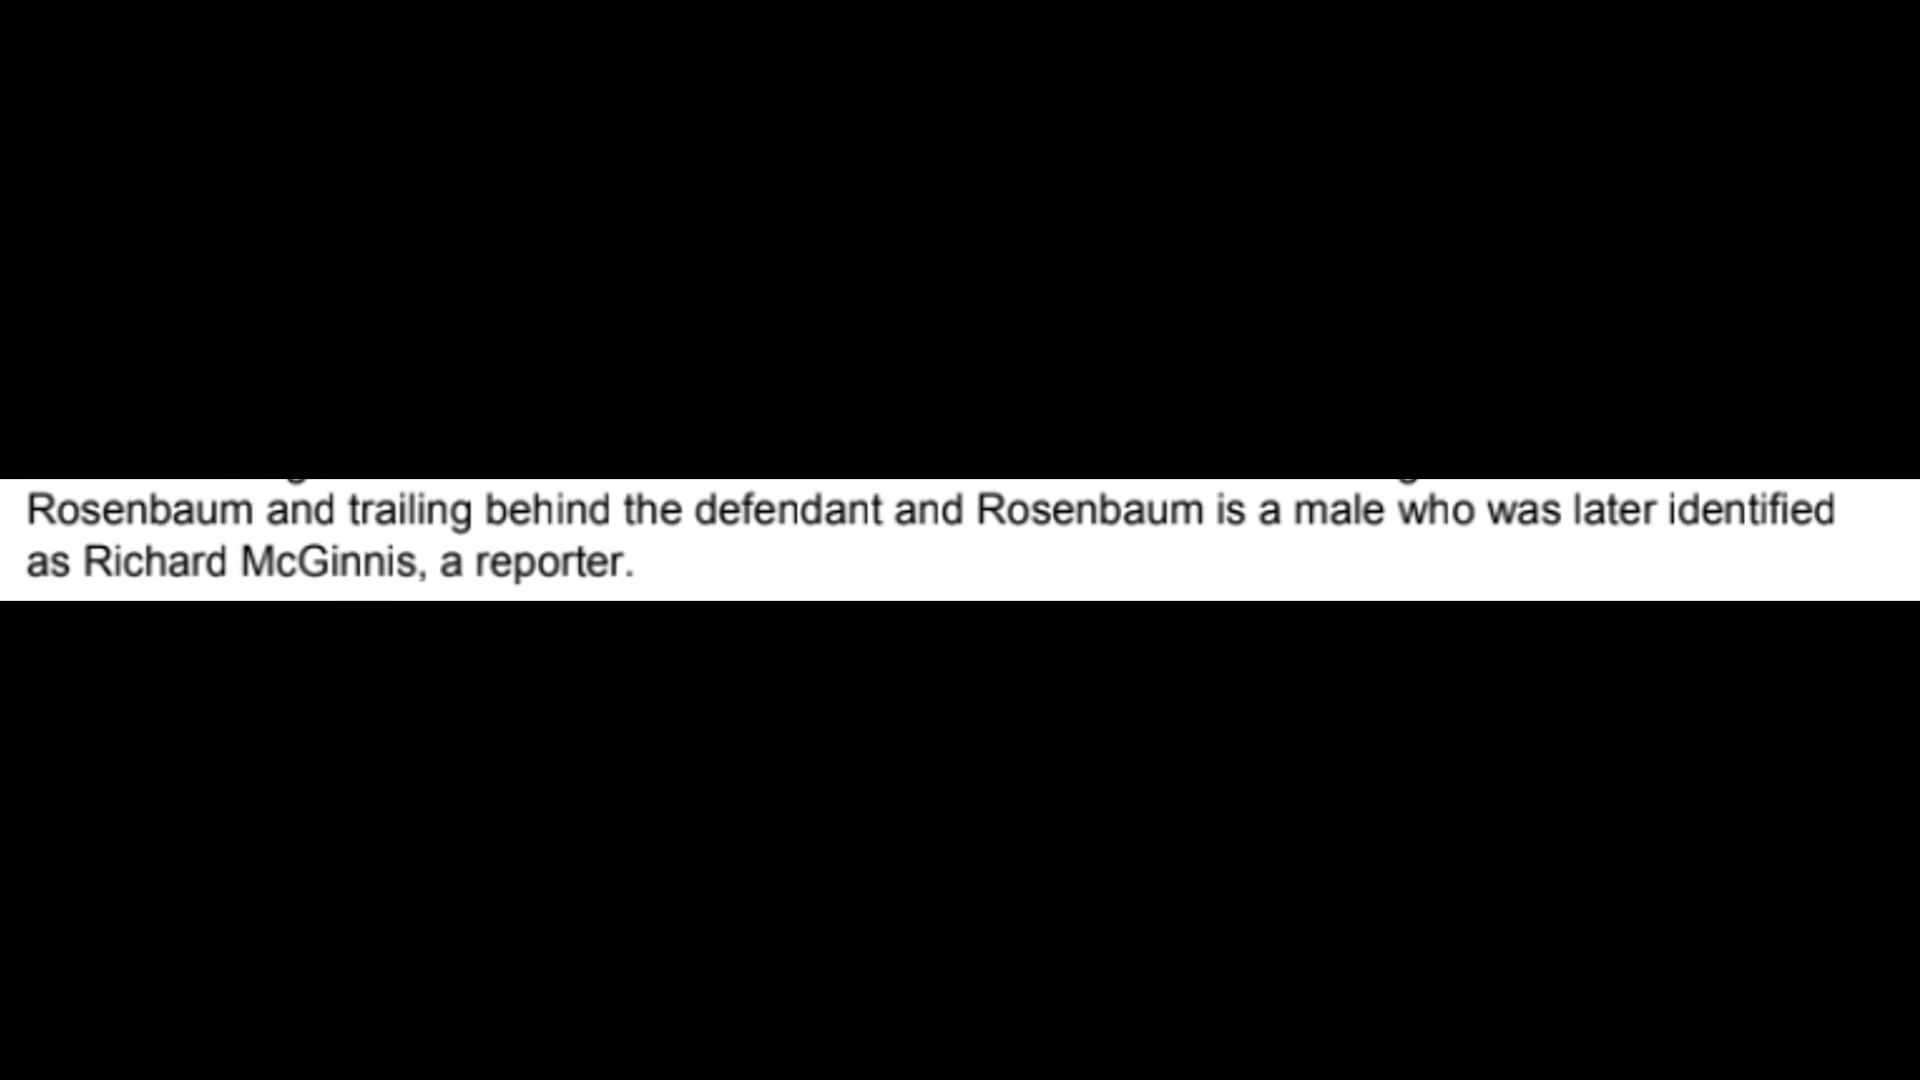 Rosenbaum and trailing behind the defendant and Rosenbaum is a male who was later identified
as Richard McGinnis, a reporter.